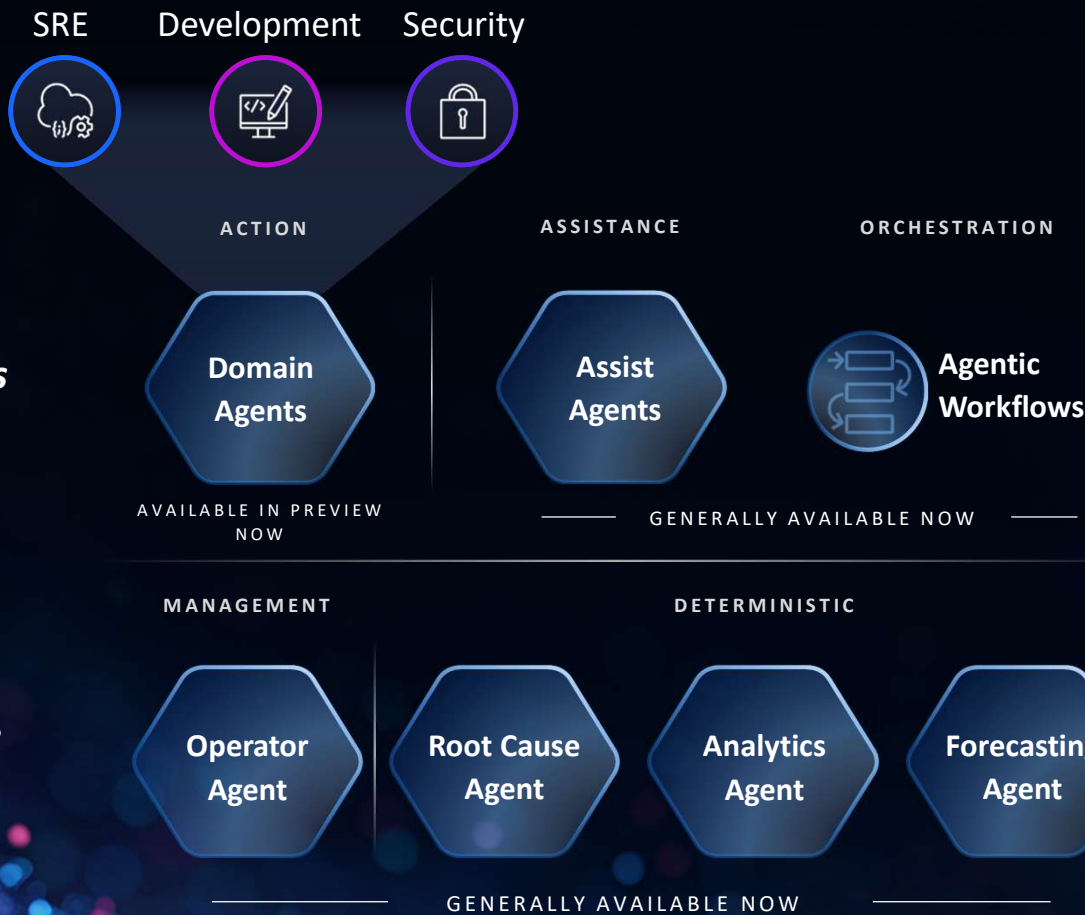 SRE Development Security
ACTION ASSISTANCE ORCHESTRATION
Domain
Agents
Assist
Agents
Agentic
Workflows
AVAILABLE IN PREVIEW
NOW
GENERALLY AVAILABLE NOW
MANAGEMENT DETERMINISTIC
Operator
Agent
Root Cause
Agent
Analytics
Agent
Forecastin
Agent
GENERALLY AVAILABLE NOW